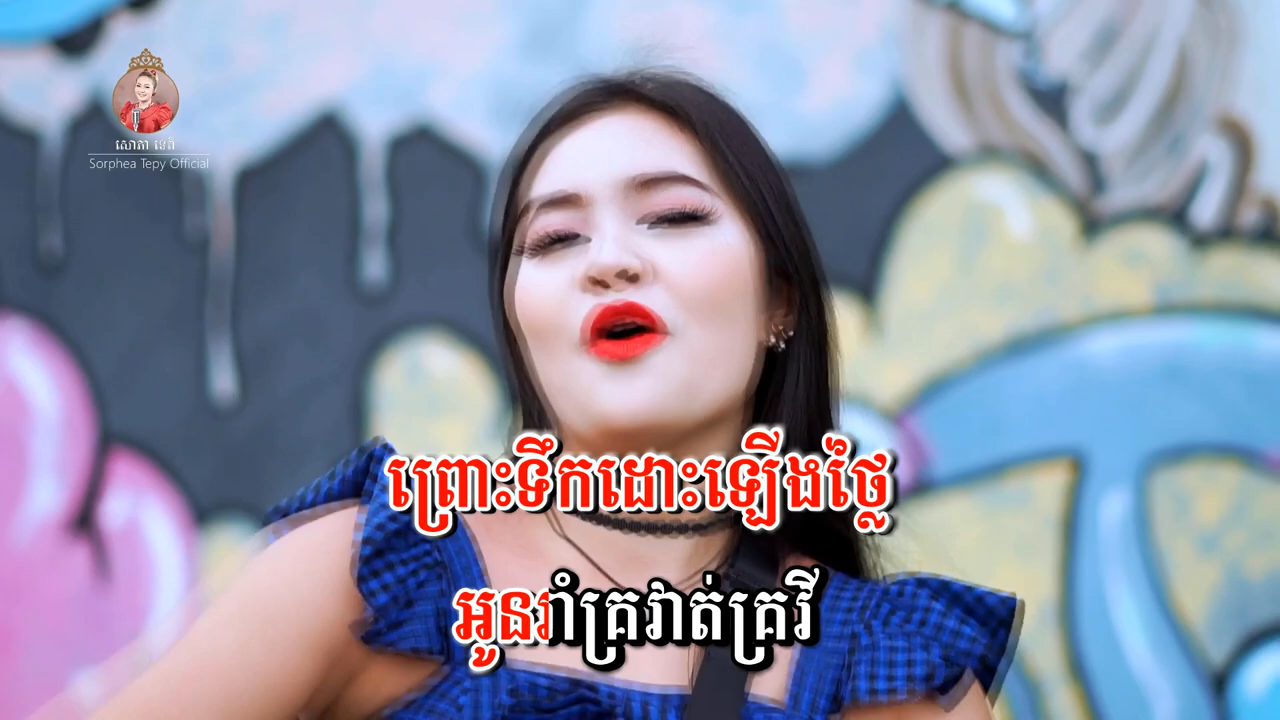 សោភា ទេពី
Sorphea Tepy Official
ព្រោះទឹកដោះឡើងថ្លៃ
អូនរាំគ្រវាត់គ្រវី